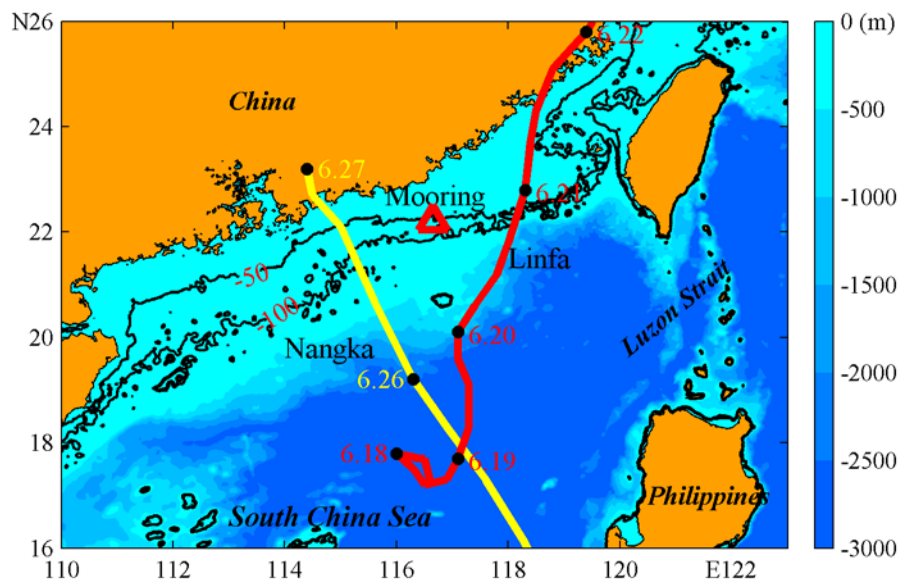 N26
24
22
20
18
16
110
112
114
116
118
120
E122
0 (m)
-500
-1000
-1500
-2000
-2500
-3000
China
6.22
6.27
Mooring
6.21
Linfa
-50
-100
Luzon Strait
Nangka
6.20
6.26
6.18
6.19
Philippines
South China Sea